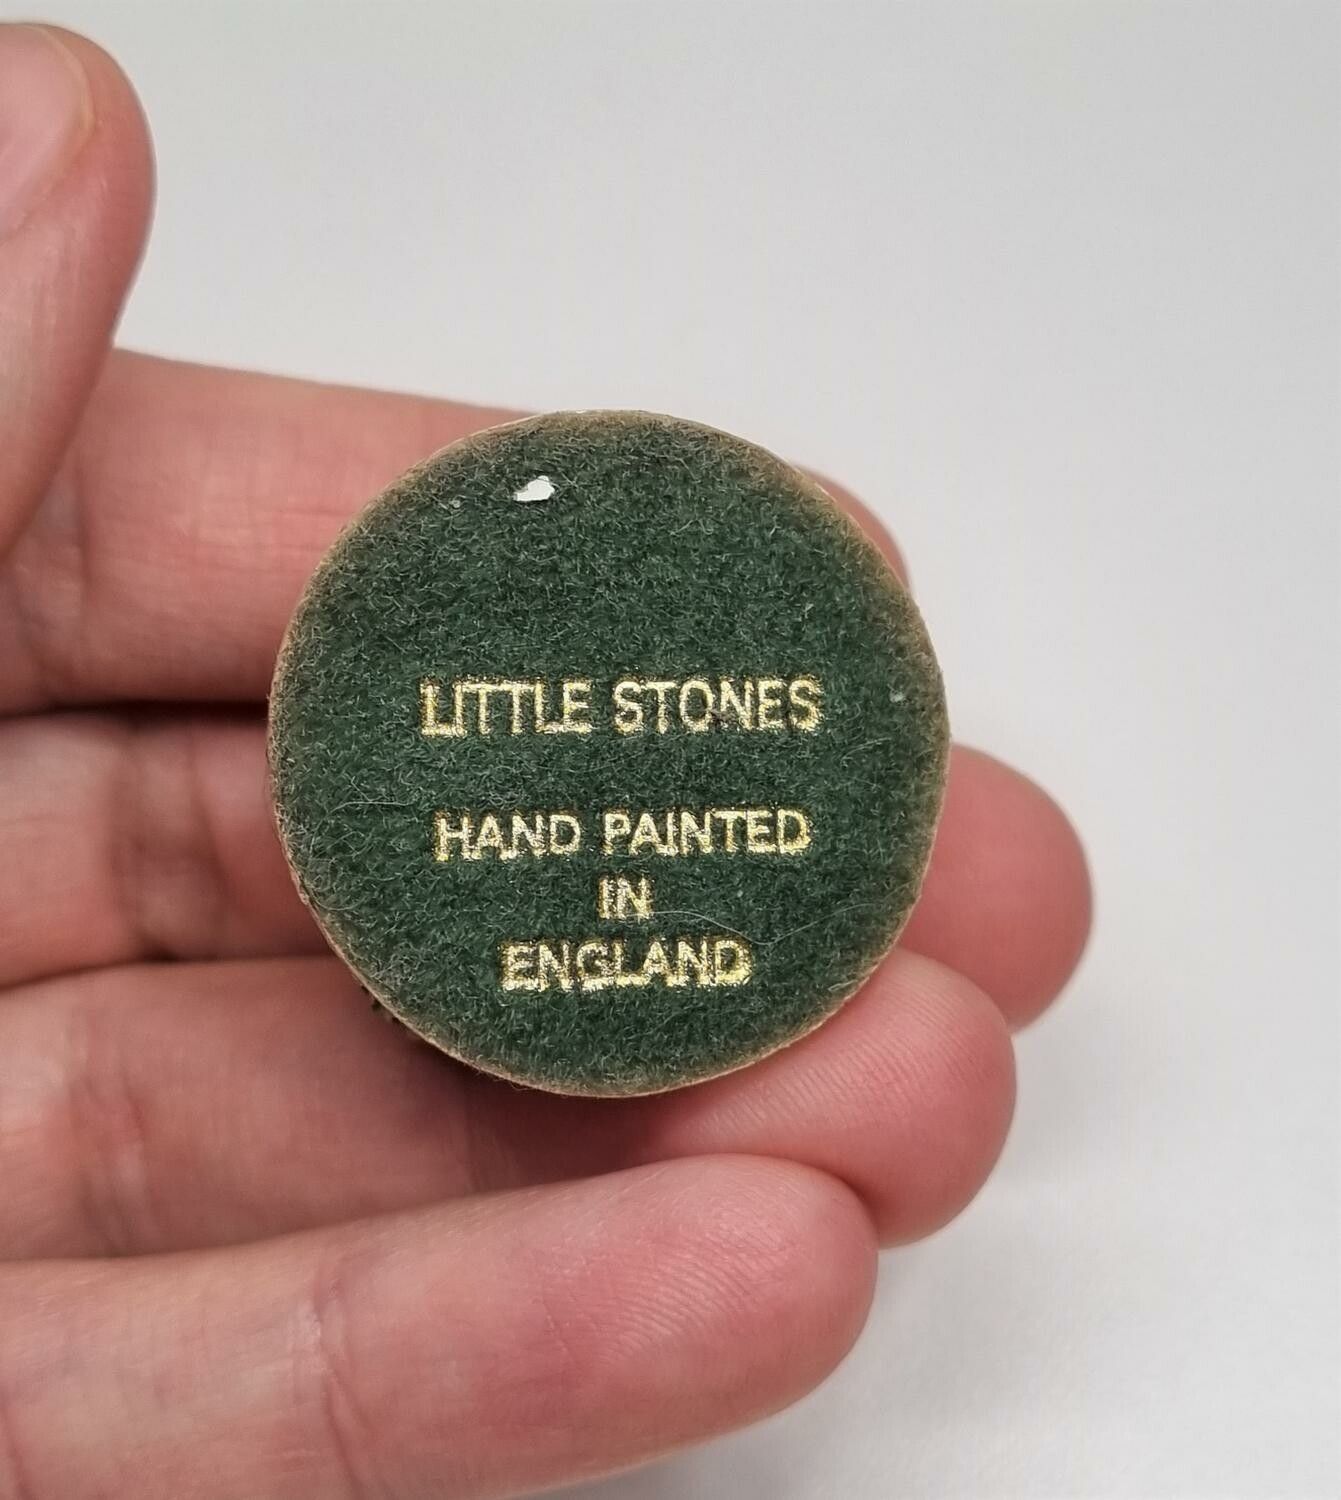 LITTLE STONES
HAND PAINTED
IN
ENGLAND